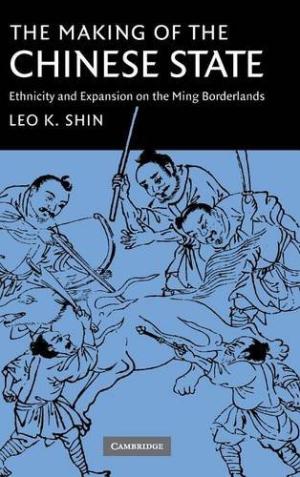 THE MAKING OF THE
CHINESE STATE
Ethnicity and Expansion on the Ming Borderlands
LEO K. SHIN
CAMBRIDGE